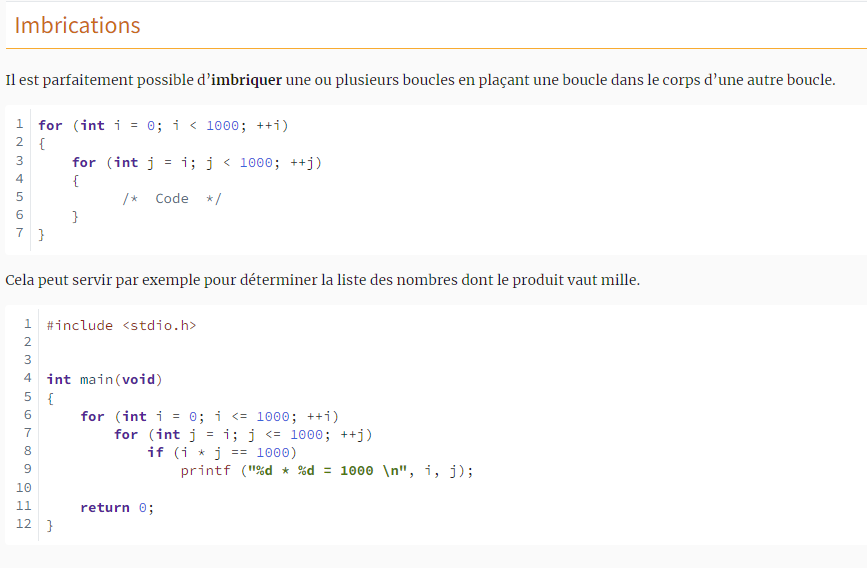 Imbrications
Il est parfaitement possible d’imbriquer une ou plusieurs boucles en plaçant une boucle dans le corps d’une autre boucle.
1 for (int i = 0; i < 1000; ++i)
2 {
3     for (int j = i; j < 1000; ++j)
4     {
5           /*  Code  */
6     }
7 }
Cela peut servir par exemple pour déterminer la liste des nombres dont le produit vaut mille.
1 #include <stdio.h>
2
3
4 int main(void)
5 {
6     for (int i = 0; i <= 1000; ++i)
7         for (int j = i; j <= 1000; ++j)
8             if (i * j == 1000)
9                 printf ("%d * %d = 1000 \n", i, j);
10
11     return 0;
12 }